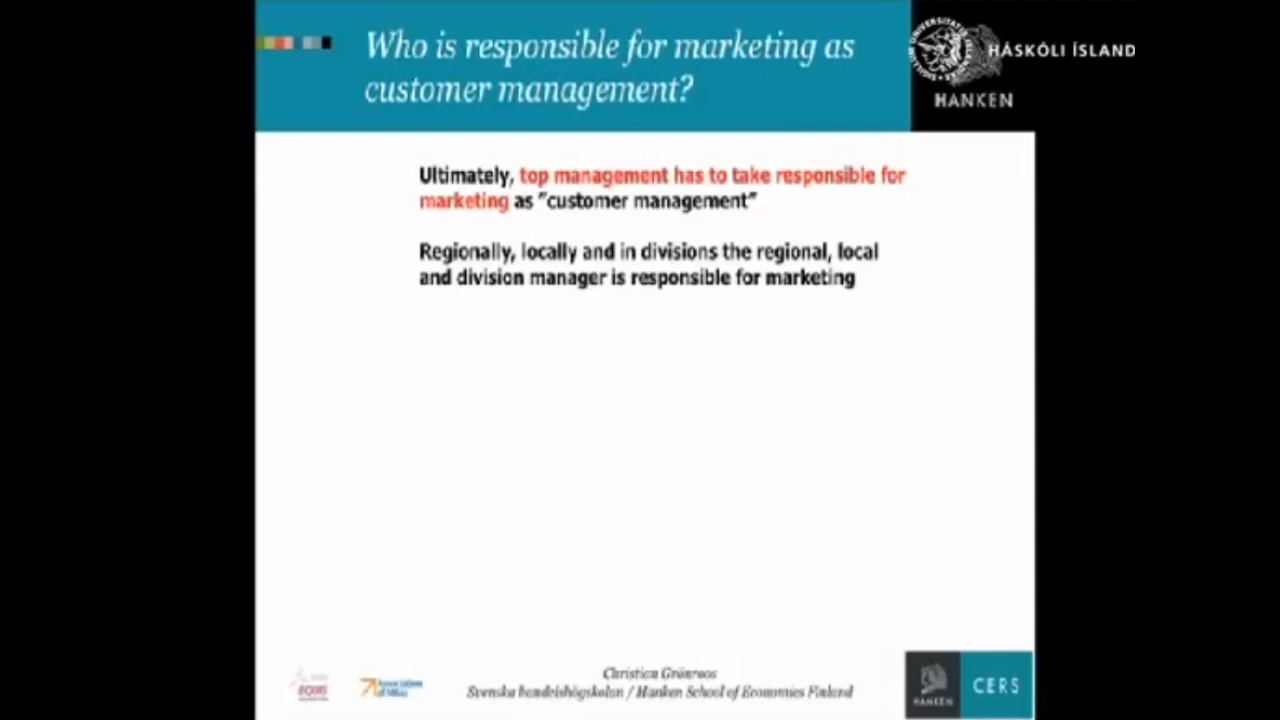 Who is responsible for marketing as
customer management?
HÁSKÓLI ÍSLAND
HANKEN
Ultimately, top management has to take responsible for
marketing as "customer management"
Regionally, locally and in divisions the regional, local
and division manager is responsible for marketing
EQUIS
Christian Grönroos
Svenska handelshögskolan / Hanken School of Economics Finland
HANKEN
CERS